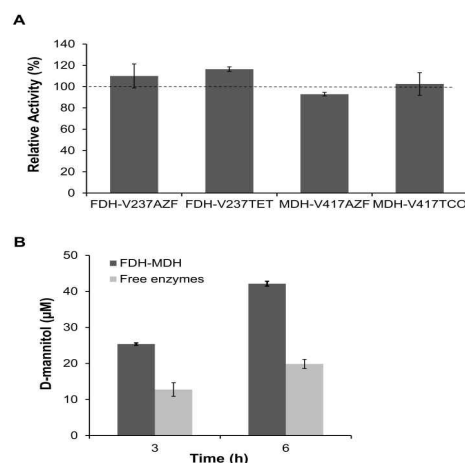 A
Relative Activity (%)
140
120
100
80
60
40
20
0
FDH-V237AZF FDH-V237TET MDH-V417AZF MDH-V417TCO
B
D-mannitol (µM)
50
40
30
20
10
0
FDH-MDH
Free enzymes
3 6
Time (h)